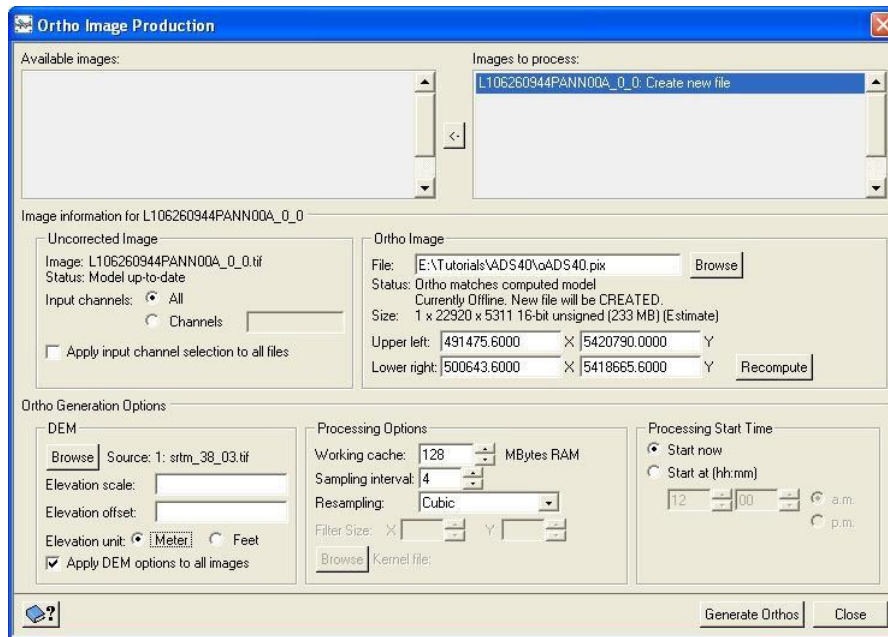 Ortho Image Production
Available images:
Images to process:
L106260944PANN00A_0_0: Create new file
<-
Image information for L106260944PANN00A_0_0
Uncorrected Image
Image: L106260944PANN00A_0_0.tif
Status: Model up-to-date
Input channels: All
Channels
Apply input channel selection to all files
Ortho Image
File: E:\Tutorials\ADS40\oADS40.pix Browse
Status: Ortho matches computed model
Currently Offline. New file will be CREATED.
Size: 1 x 22920 x 5311 16-bit unsigned (233 MB) (Estimate)
Upper left: 491475.6000 X 5420790.0000 Y
Lower right: 500643.6000 X 5418665.6000 Y Recompute
Ortho Generation Options
DEM
Browse Source: 1: srtm_38_03.tif
Elevation scale:
Elevation offset:
Elevation unit: Meter Feet
Apply DEM options to all images
Processing Options
Working cache: 128 MBytes RAM
Sampling interval: 4
Resampling: Cubic
Filter Size: X Y
Browse Kernel file:
Processing Start Time
Start now
Start at (hh:mm)
12 00 a.m.
p.m.
? Generate Orthos Close